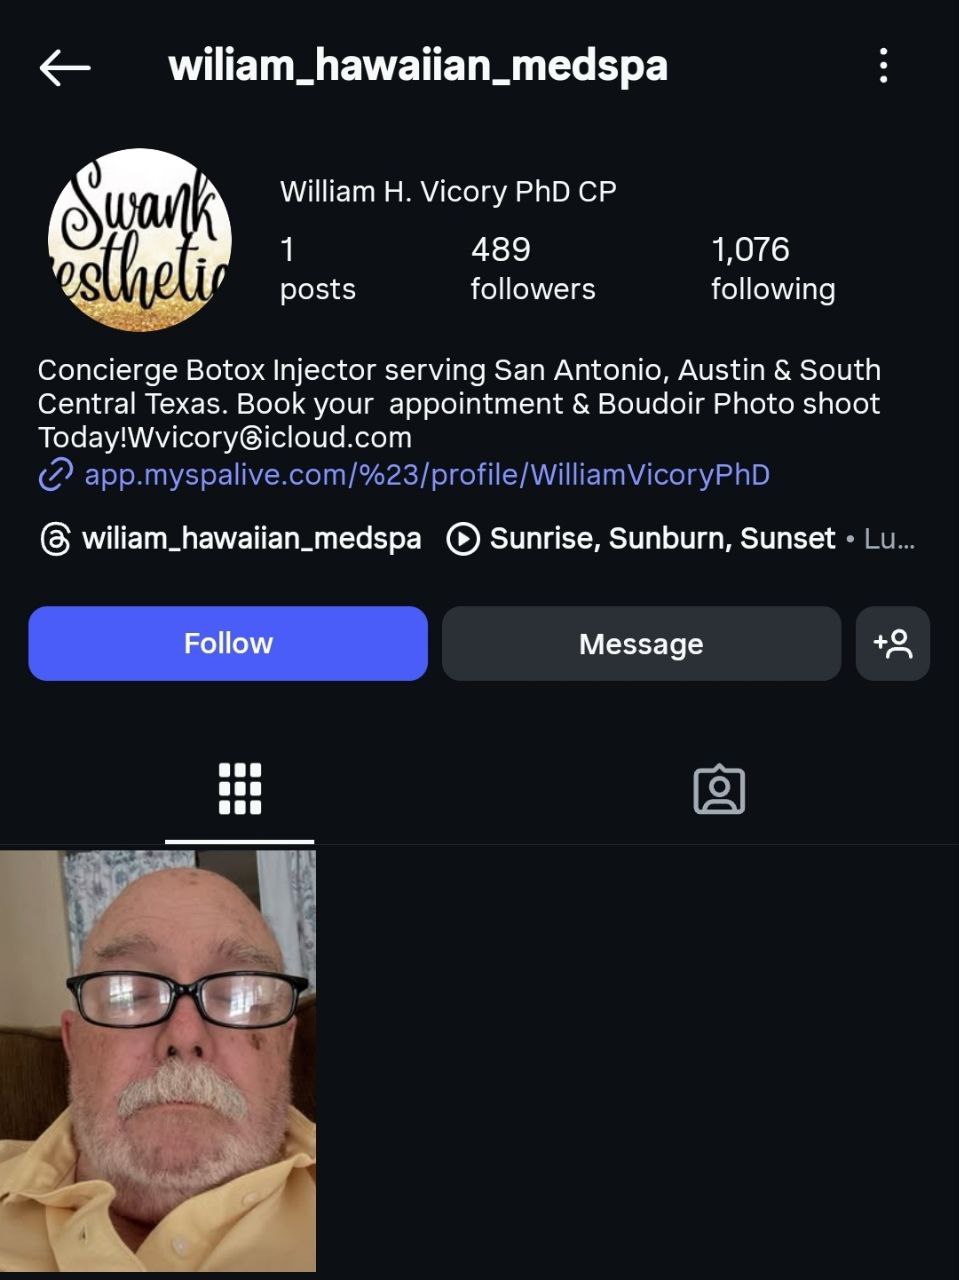 wiliam_hawaiian_medspa
Swank
esthetic
William H. Vicory PhD CP
1 489 1,076
posts followers following
Concierge Botox Injector serving San Antonio, Austin & South
Central Texas. Book your  appointment & Boudoir Photo shoot
Today!Wvicory@icloud.com
app.myspalive.com/%23/profile/WilliamVicoryPhD
wiliam_hawaiian_medspa Sunrise, Sunburn, Sunset • Lu...
Follow Message